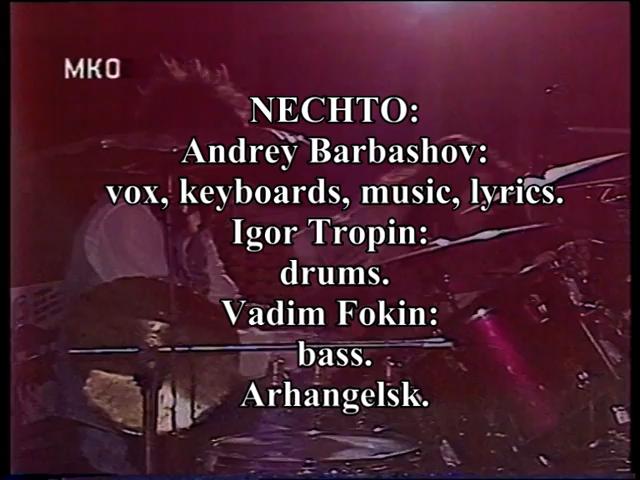 МКО
NECHTO:
Andrey Barbashov:
vox, keyboards, music, lyrics.
Igor Tropin:
drums.
Vadim Fokin:
bass.
Arhangelsk.